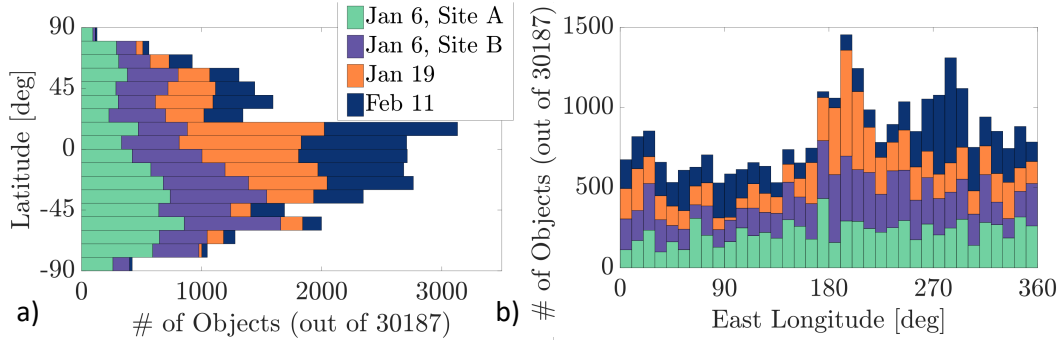 90
45
0
-45
-90
Latitude [deg]
Jan 6, Site A
Jan 6, Site B
Jan 19
Feb 11
0
1000
2000
3000
# of Objects (out of 30187)
a)
1500
1000
500
0
# of Objects (out of 30187)
0
90
180
270
360
East Longitude [deg]
b)